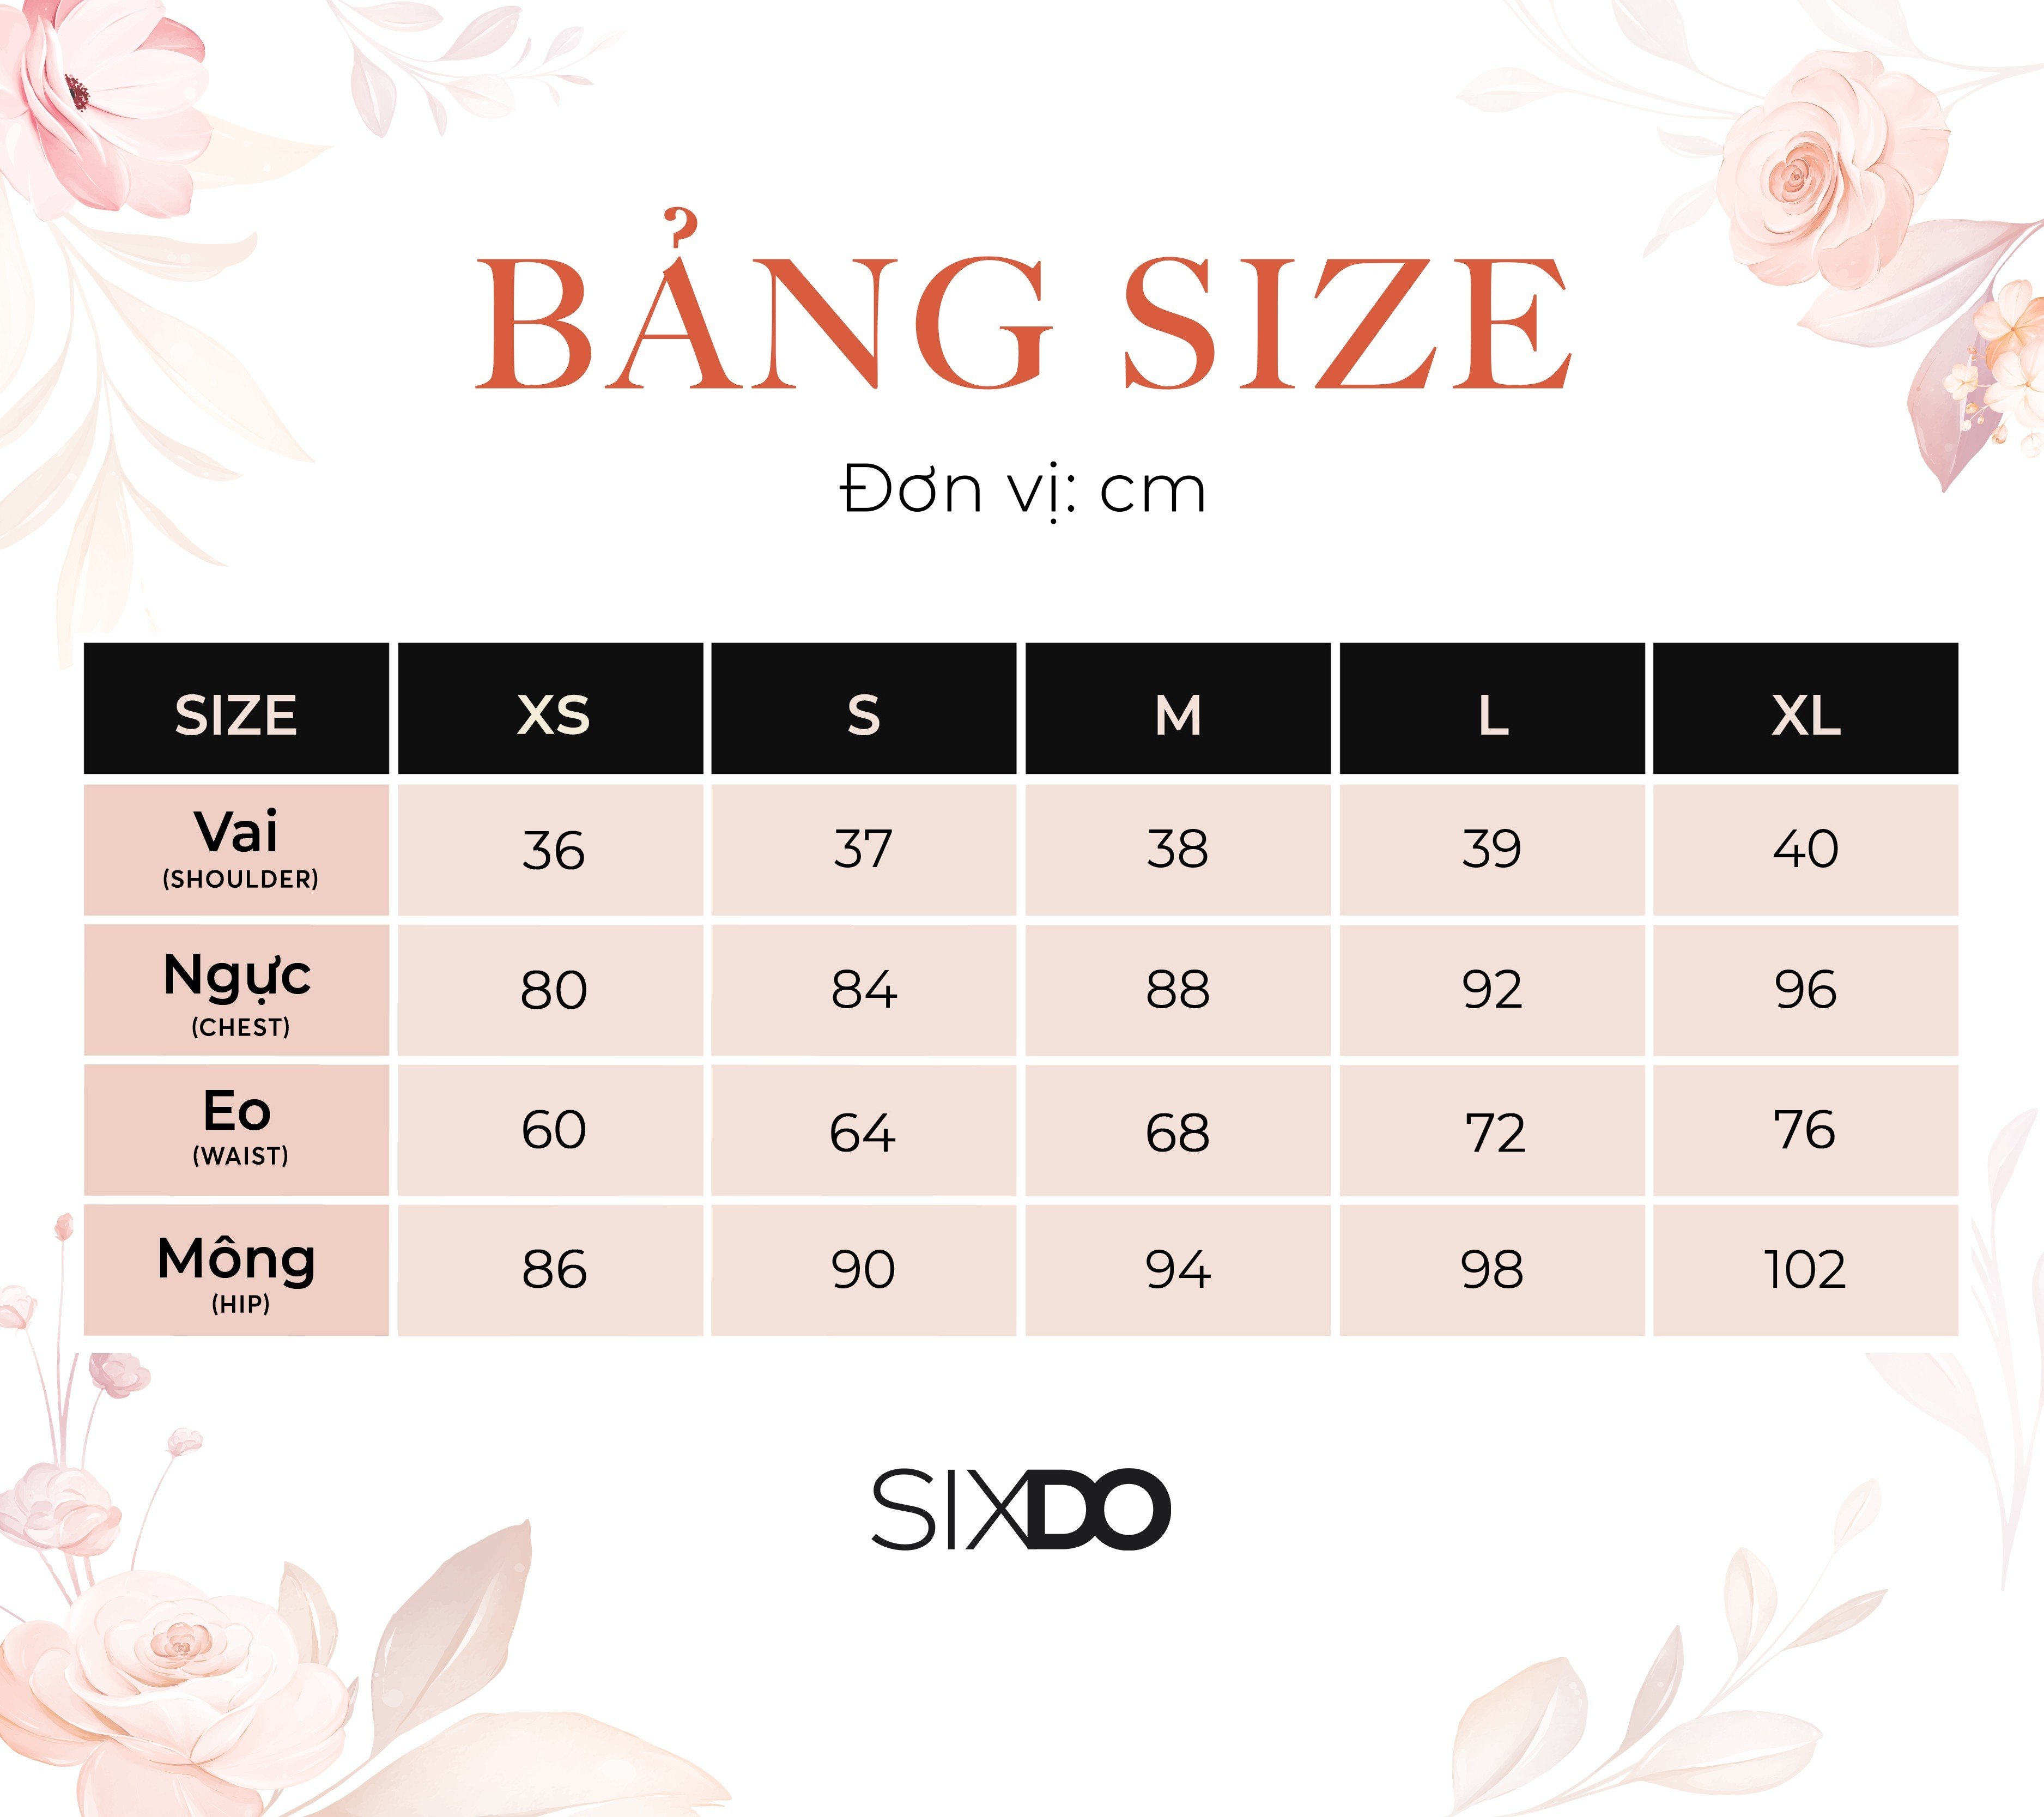 BẢNG SIZE
Đơn vị: cm
SIZE XS S M L XL
Vai 36 37 38 39 40
(SHOULDER)
Ngực 80 84 88 92 96
(CHEST)
Eo 60 64 68 72 76
(WAIST)
Mông 86 90 94 98 102
(HIP)
SIXDO